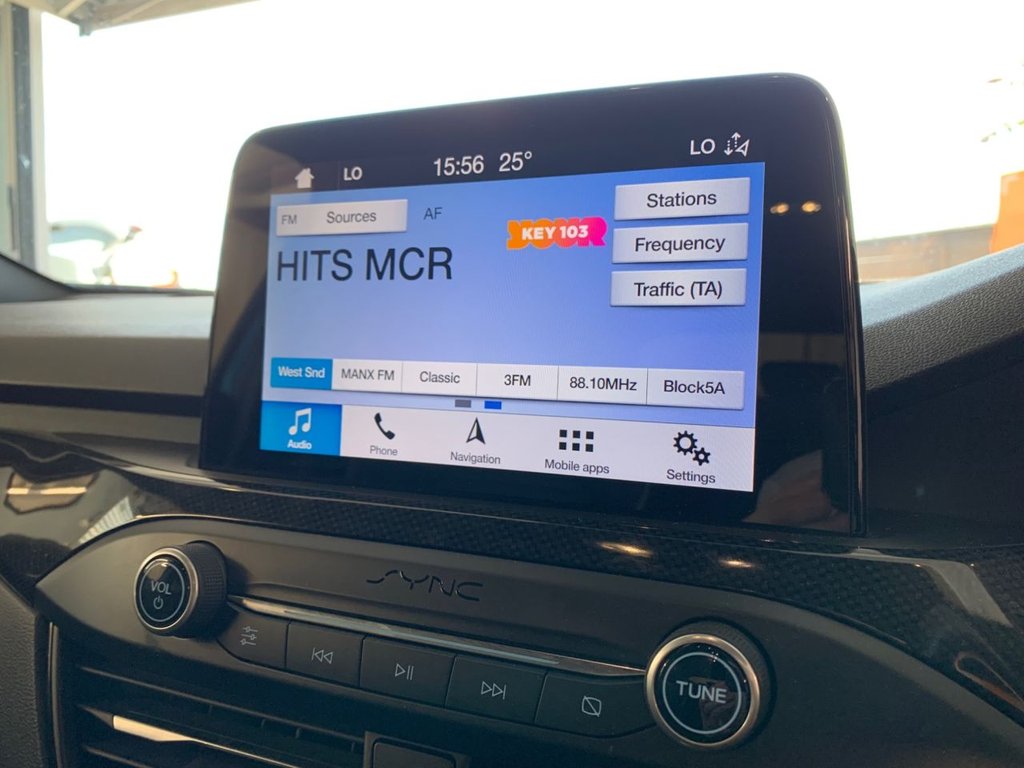 LO 15:56 25° LO
FM Sources AF
KEY 103
Stations
HITS MCR
Frequency
Traffic (TA)
West Snd MANX FM Classic 3FM 88.10MHz Block5A
Audio Phone Navigation Mobile apps Settings
SYNC
VOL
TUNE